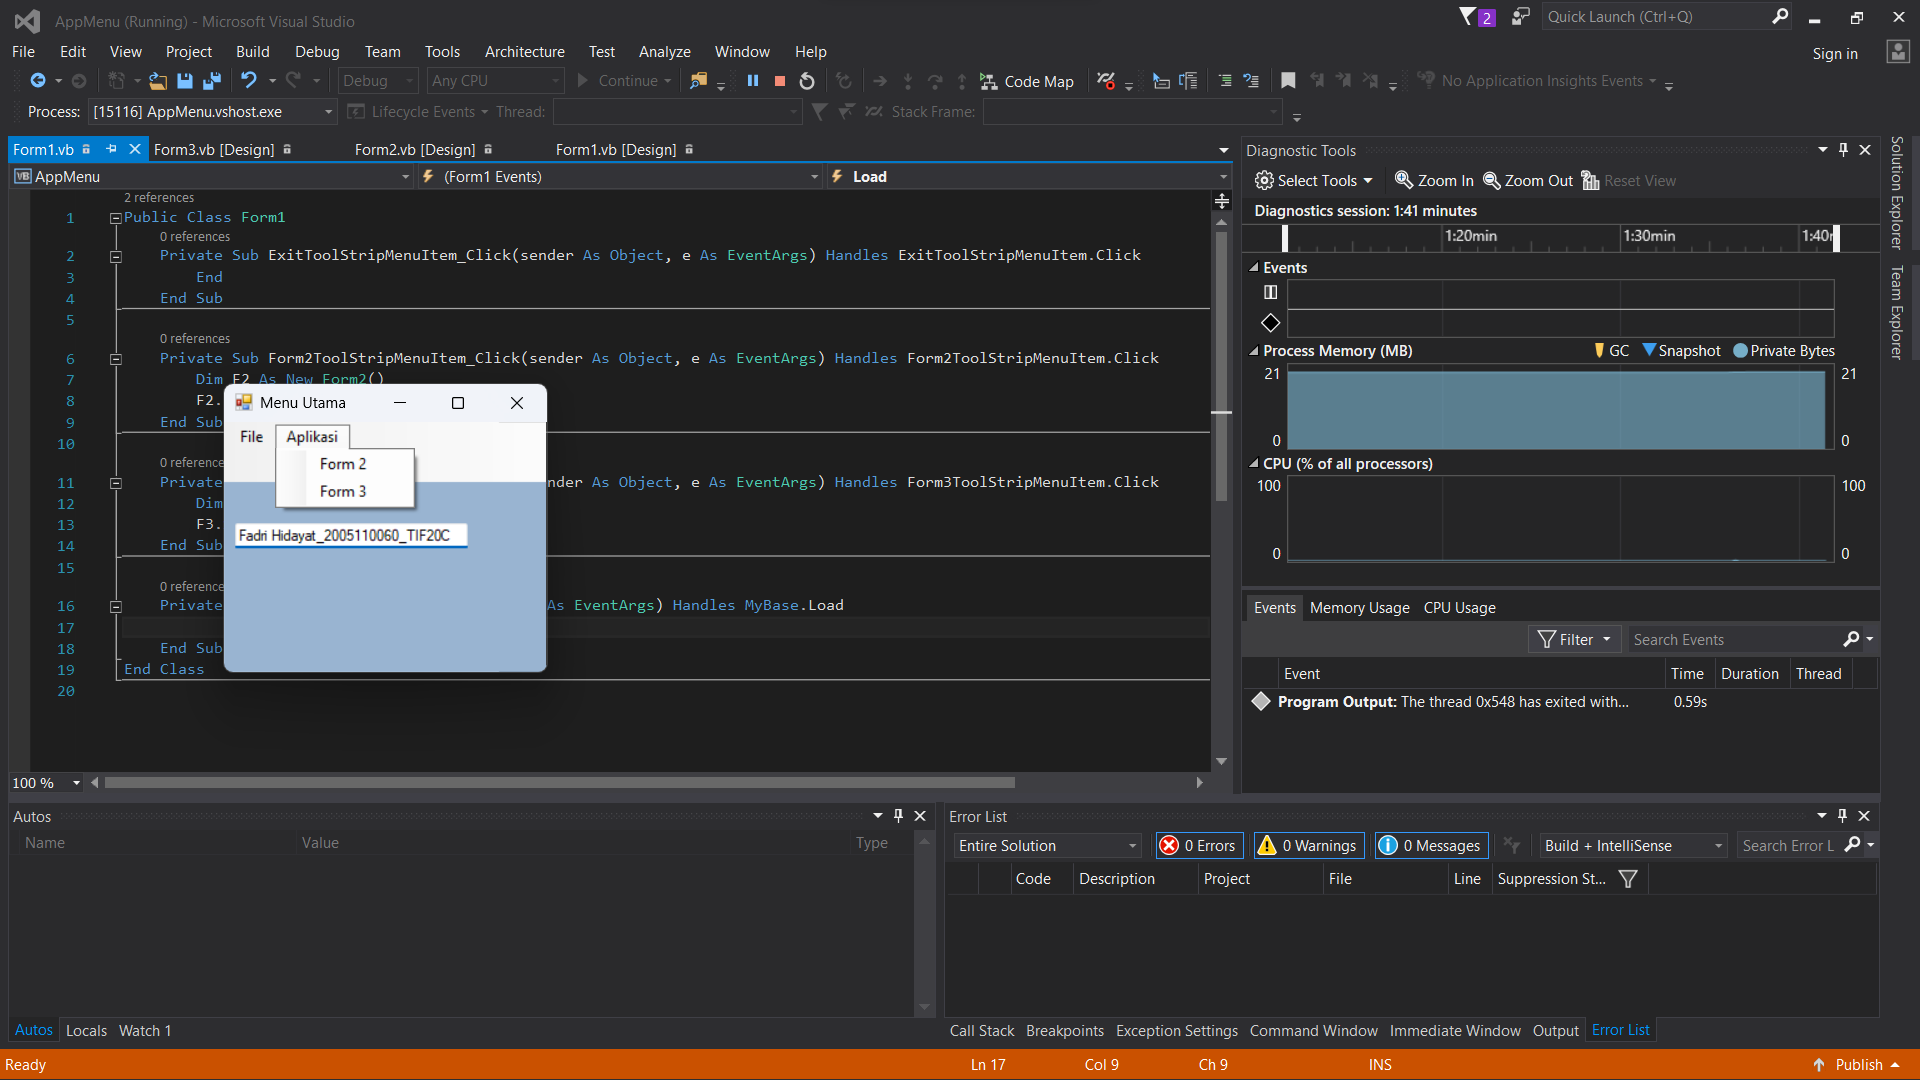 AppMenu (Running) - Microsoft Visual Studio
2
Quick Launch (Ctrl+Q)
File Edit View Project Build Debug Team Tools Architecture Test Analyze Window Help
Sign in
Debug Any CPU Continue Code Map No Application Insights Events
Process: [15116] AppMenu.vshost.exe Lifecycle Events Thread: Stack Frame:
Form1.vb Form3.vb [Design] Form2.vb [Design] Form1.vb [Design]
AppMenu (Form1 Events) Load
2 references
1 Public Class Form1
0 references
2 Private Sub ExitToolStripMenuItem_Click(sender As Object, e As EventArgs) Handles ExitToolStripMenuItem.Click
3 End
4 End Sub
5
0 references
6 Private Sub Form2ToolStripMenuItem_Click(sender As Object, e As EventArgs) Handles Form2ToolStripMenuItem.Click
7 Dim F2 As New Form2()
8 F2.
9 End Sub
10
0 reference
11 Private nder As Object, e As EventArgs) Handles Form3ToolStripMenuItem.Click
12 Dim
13 F3.
14 End Sub
15
0 reference
16 Private As EventArgs) Handles MyBase.Load
17
18 End Sub
19 End Class
20
Menu Utama
File Aplikasi
Form 2
Form 3
Fadri Hidayat_2005110060_TIF20C
100 %
Diagnostic Tools
Select Tools Zoom In Zoom Out Reset View
Diagnostics session: 1:41 minutes
1:20min 1:30min 1:40m
Events
Process Memory (MB) GC Snapshot Private Bytes
21 21
0 0
CPU (% of all processors)
100 100
0 0
Events Memory Usage CPU Usage
Filter Search Events
Event Time Duration Thread
Program Output: The thread 0x548 has exited with... 0.59s
Solution Explorer
Team Explorer
Autos
Name Value Type
Autos Locals Watch 1
Error List
Entire Solution 0 Errors 0 Warnings 0 Messages Build + IntelliSense Search Error L
Code Description Project File Line Suppression St...
Call Stack Breakpoints Exception Settings Command Window Immediate Window Output Error List
Ready Ln 17 Col 9 Ch 9 INS Publish